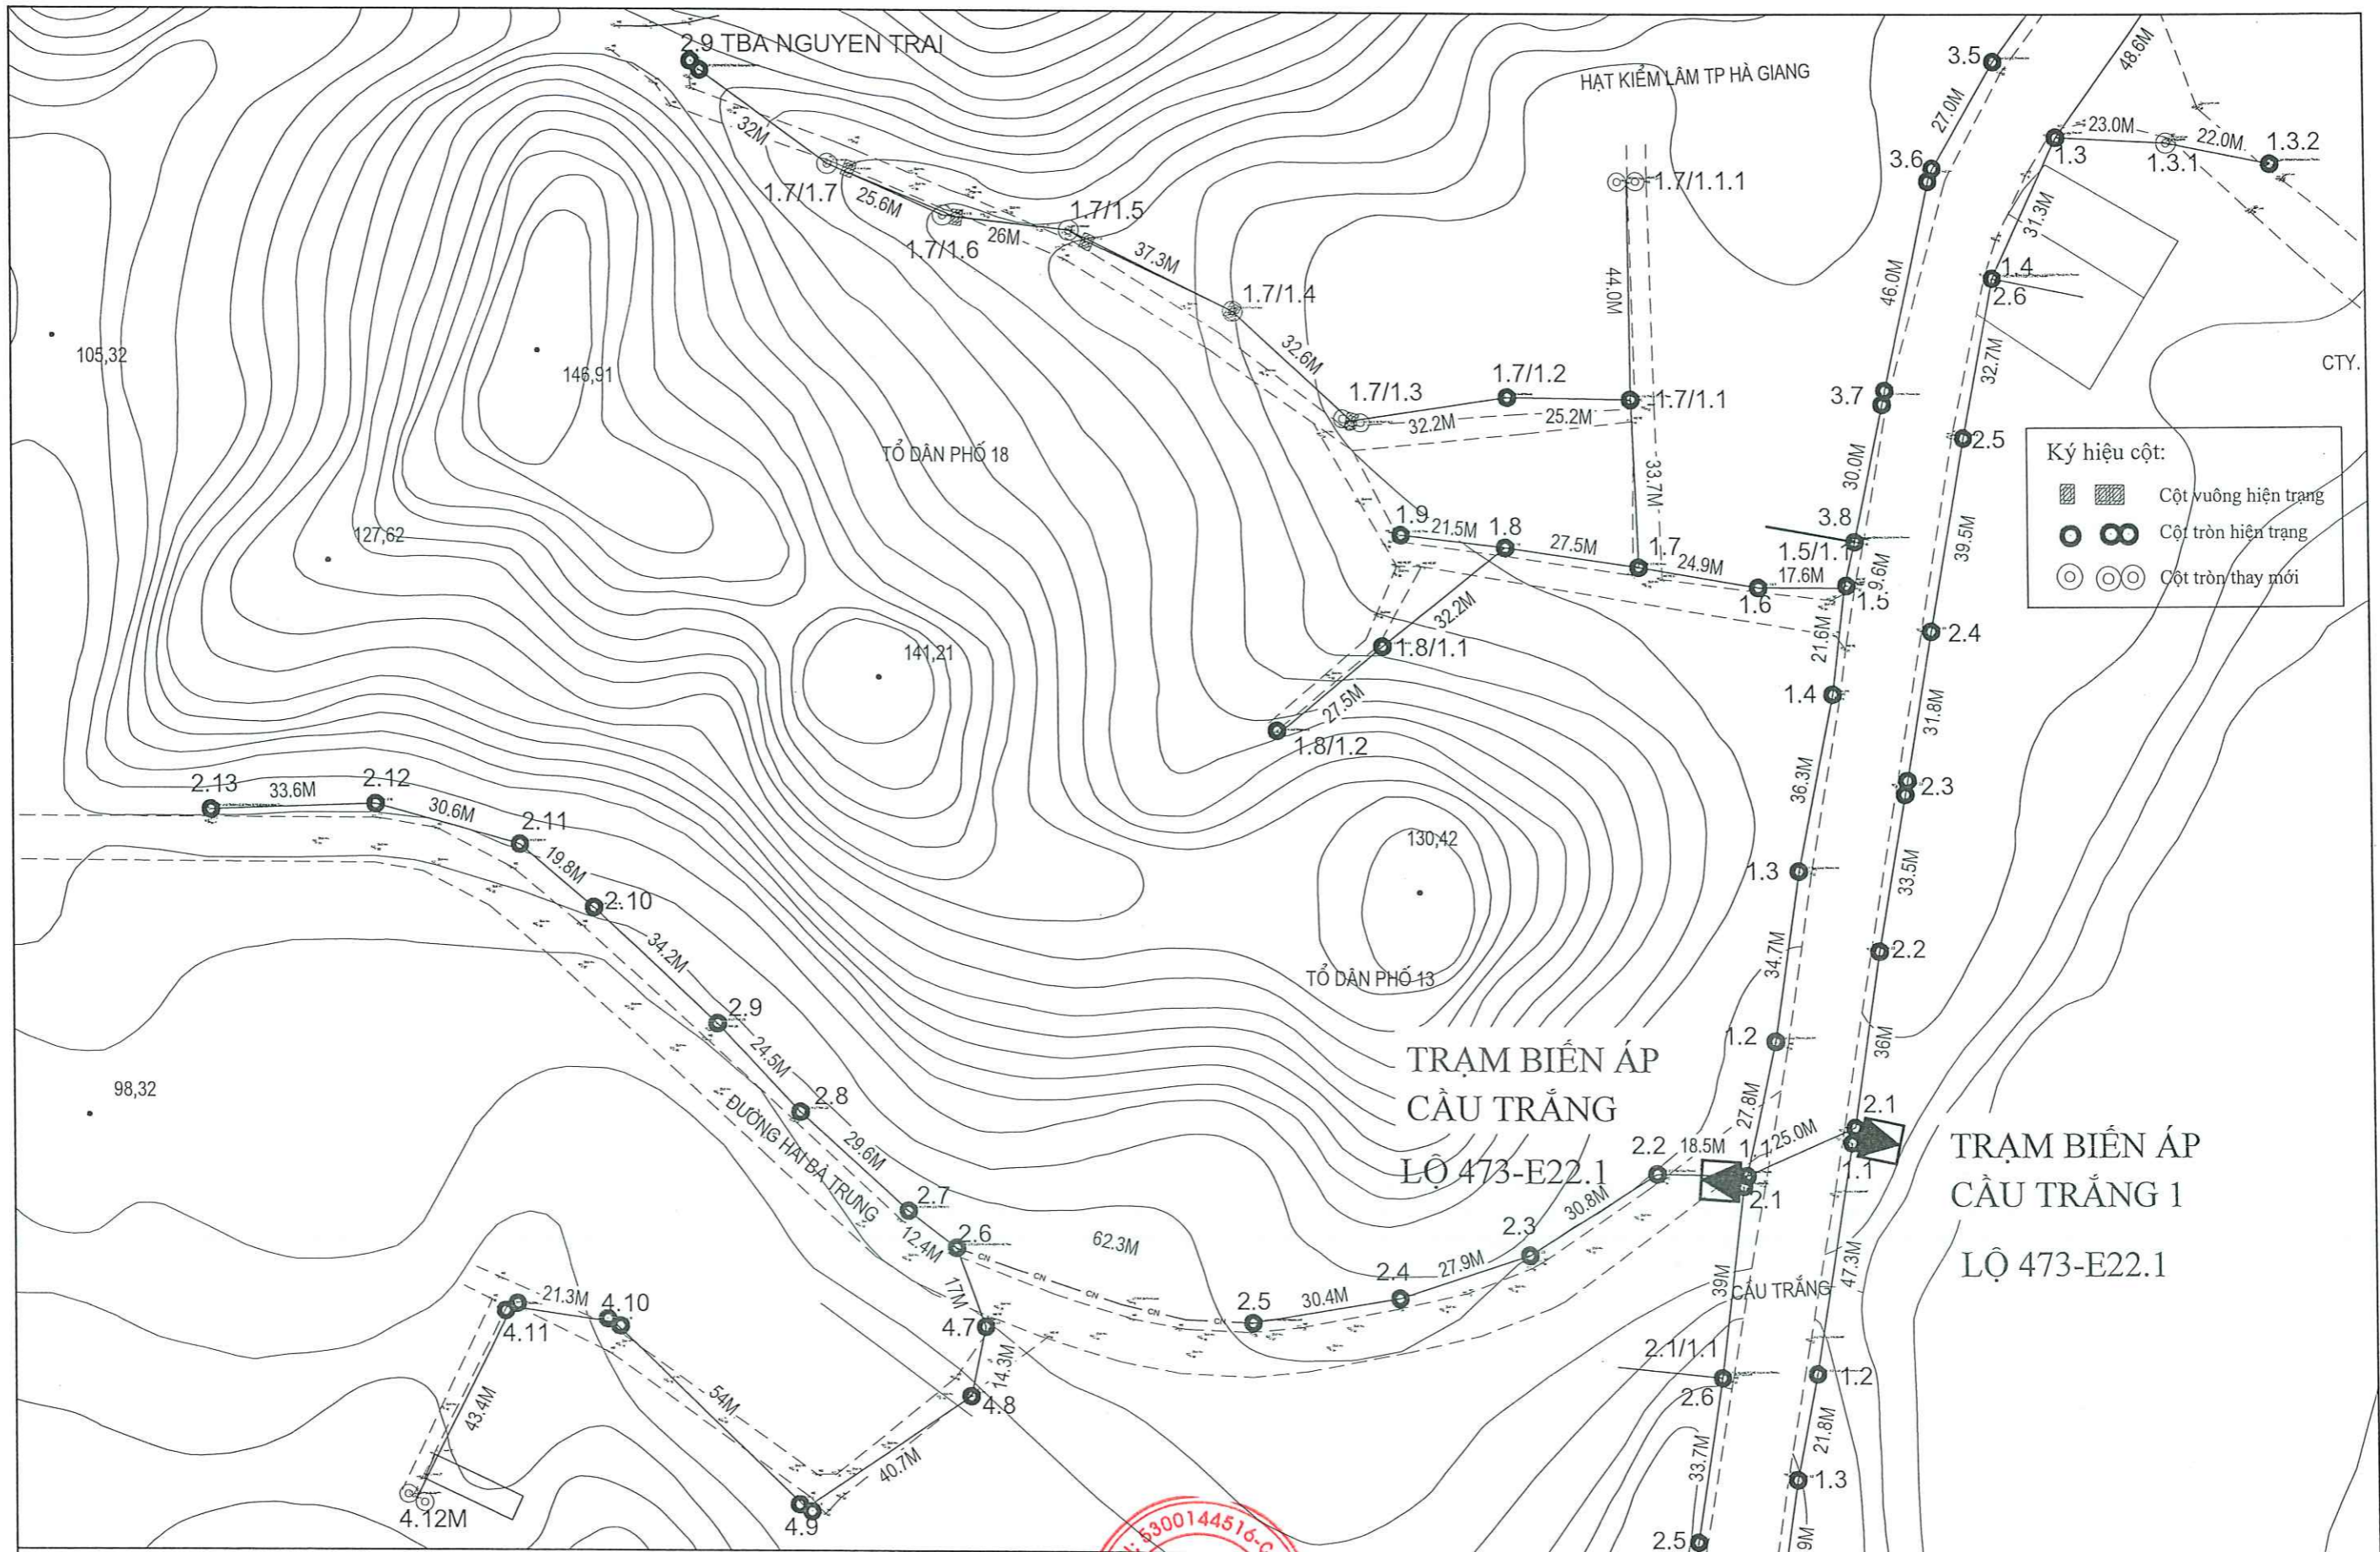 2.9 TBA NGUYEN TRAI
HẠT KIỂM LÂM TP HÀ GIANG
3.5
48.6M
27.0M
3.6
1.3
23.0M
1.3.1
22.0M
1.3.2
32M
1.7/1.7
25.6M
1.7/1.6
26M
1.7/1.5
37.3M
1.7/1.4
32.6M
1.7/1.1.1
44.0M
46.0M
31.3M
1.4
2.6
32.7M
105,32
146,91
127,62
141,21
TỔ DÂN PHỐ 18
1.7/1.3
32.2M
1.7/1.2
25.2M
1.7/1.1
33.7M
3.7
30.0M
2.5
CTY.
Ký hiệu cột:
Cột vuông hiện trạng
Cột tròn hiện trạng
Cột tròn thay mới
1.9
21.5M
1.8
27.5M
1.7
24.9M
1.6
17.6M
3.8
1.5/1.1
9.6M
1.5
39.5M
2.4
32.2M
1.8/1.1
27.5M
1.8/1.2
21.6M
1.4
31.8M
36.3M
2.3
2.13
33.6M
2.12
30.6M
2.11
19.8M
2.10
34.2M
2.9
24.5M
2.8
29.6M
2.7
12.4M
2.6
130,42
1.3
33.5M
34.7M
2.2
TỔ DÂN PHỐ 13
1.2
36M
98,32
ĐƯỜNG HAI BÀ TRƯNG
TRẠM BIẾN ÁP
CẦU TRẮNG
LỘ 473-E22.1
27.8M
2.2
18.5M
1.1
25.0M
2.1
2.1
1.1
TRẠM BIẾN ÁP
CẦU TRẮNG 1
LỘ 473-E22.1
30.8M
2.3
27.9M
2.4
30.4M
2.5
62.3M
CN
CN
CN
CN
CN
17M
4.7
14.3M
4.8
40.7M
4.9
54M
4.10
21.3M
4.11
43.4M
4.12M
39M
CẦU TRẮNG
47.3M
2.1/1.1
2.6
1.2
33.7M
21.8M
1.3
2.5
9M
5300144516-C